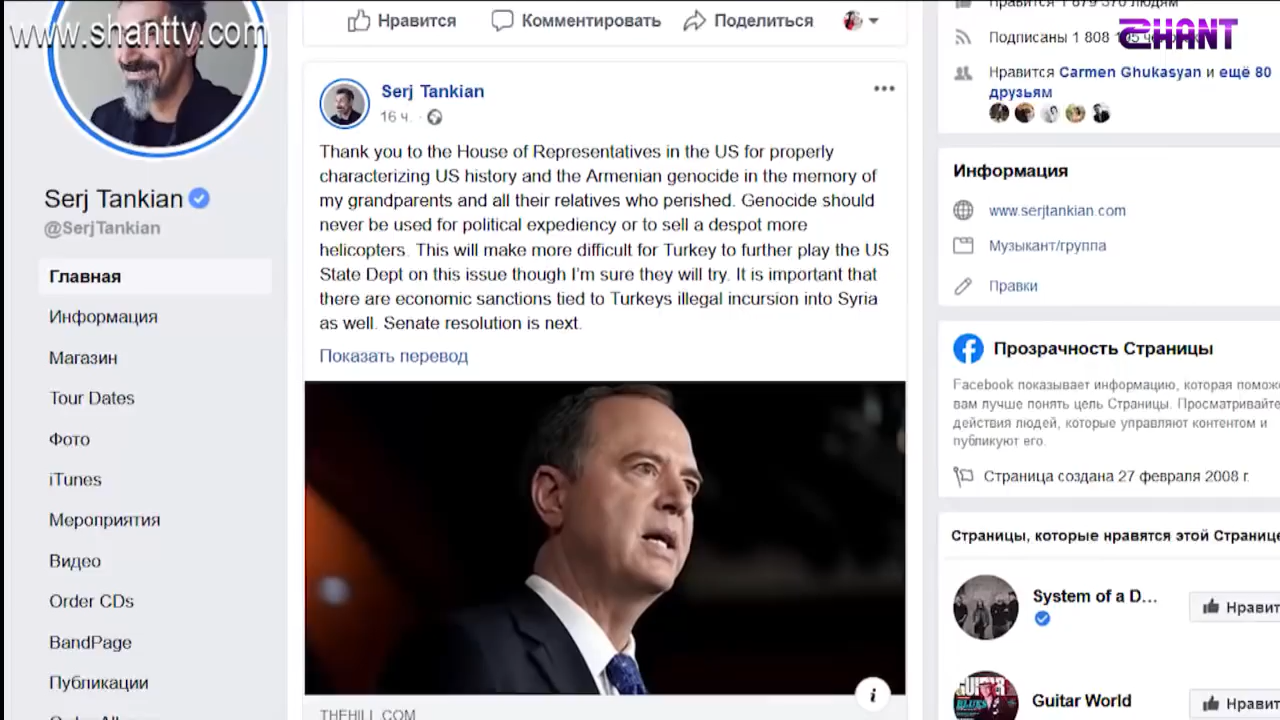 www.shanttv.com
SHANT
Serj Tankian
@SerjTankian
Главная
Информация
Магазин
Tour Dates
Фото
iTunes
Мероприятия
Видео
Order CDs
BandPage
Публикации
Нравится Комментировать Поделиться
Serj Tankian
16 ч.
Thank you to the House of Representatives in the US for properly
characterizing US history and the Armenian genocide in the memory of
my grandparents and all their relatives who perished. Genocide should
never be used for political expediency or to sell a despot more
helicopters. This will make more difficult for Turkey to further play the US
State Dept on this issue though I'm sure they will try. It is important that
there are economic sanctions tied to Turkeys illegal incursion into Syria
as well. Senate resolution is next.
Показать перевод
THEHILL.COM
Нравится 1 879 370 людям
Подписаны 1 808
Нравится Carmen Ghukasyan и ещё 80
друзьям
Информация
www.serjtankian.com
Музыкант/группа
Правки
Прозрачность Страницы
Facebook показывает информацию, которая поможе
вам лучше понять цель Страницы. Просматривайте
действия людей, которые управляют контентом и
публикуют его.
Страница создана 27 февраля 2008 г.
Страницы, которые нравятся этой Странице
System of a D...
Нравит
Guitar World
Нравит